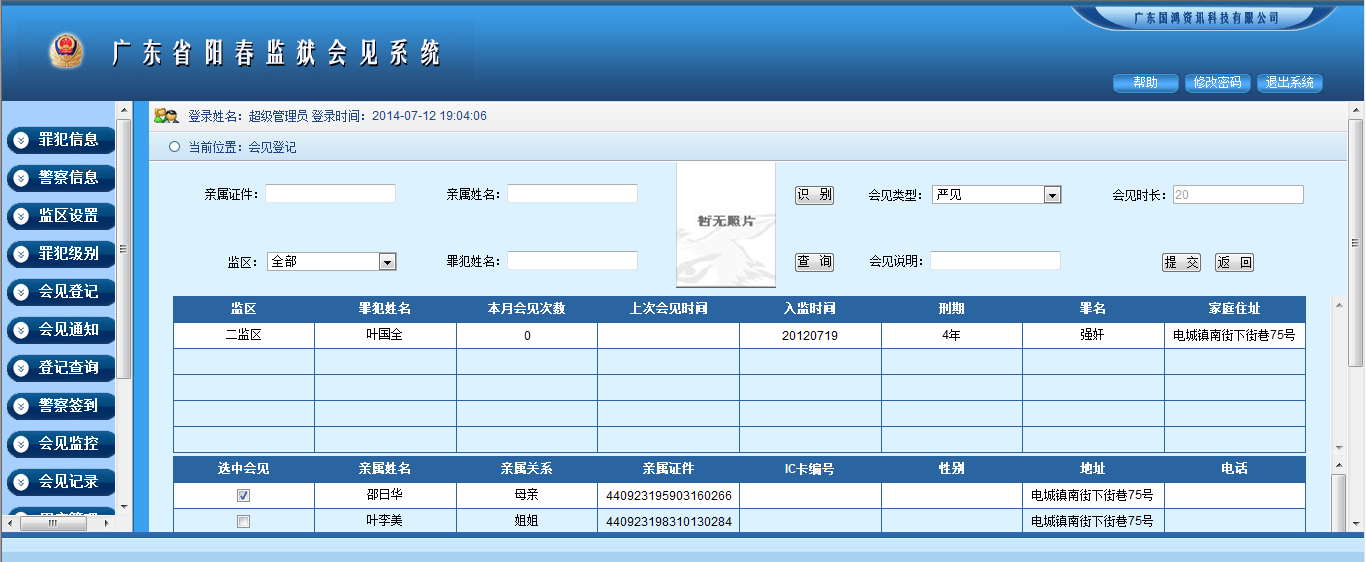 广东国鸿资讯科技有限公司
广东省阳春监狱会见系统
帮助 修改密码 退出系统
登录姓名：超级管理员 登录时间：2014-07-12 19:04:06
当前位置：会见登记
罪犯信息
警察信息
监区设置
罪犯级别
会见登记
会见通知
登记查询
警察签到
会见监控
会见记录
亲属证件： 亲属姓名： 暂无照片 识 别 会见类型： 严见 会见时长： 20
监区： 全部 罪犯姓名： 查 询 会见说明： 提 交 返 回
监区 罪犯姓名 本月会见次数 上次会见时间 入监时间 刑期 罪名 家庭住址
二监区 叶国全 0 20120719 4年 强奸 电城镇南街下街巷75号
选中会见 亲属姓名 亲属关系 亲属证件 IC卡编号 性别 地址 电话
邵日华 母亲 440923195903160266 电城镇南街下街巷75号
叶李美 姐姐 440923198310130284 电城镇南街下街巷75号